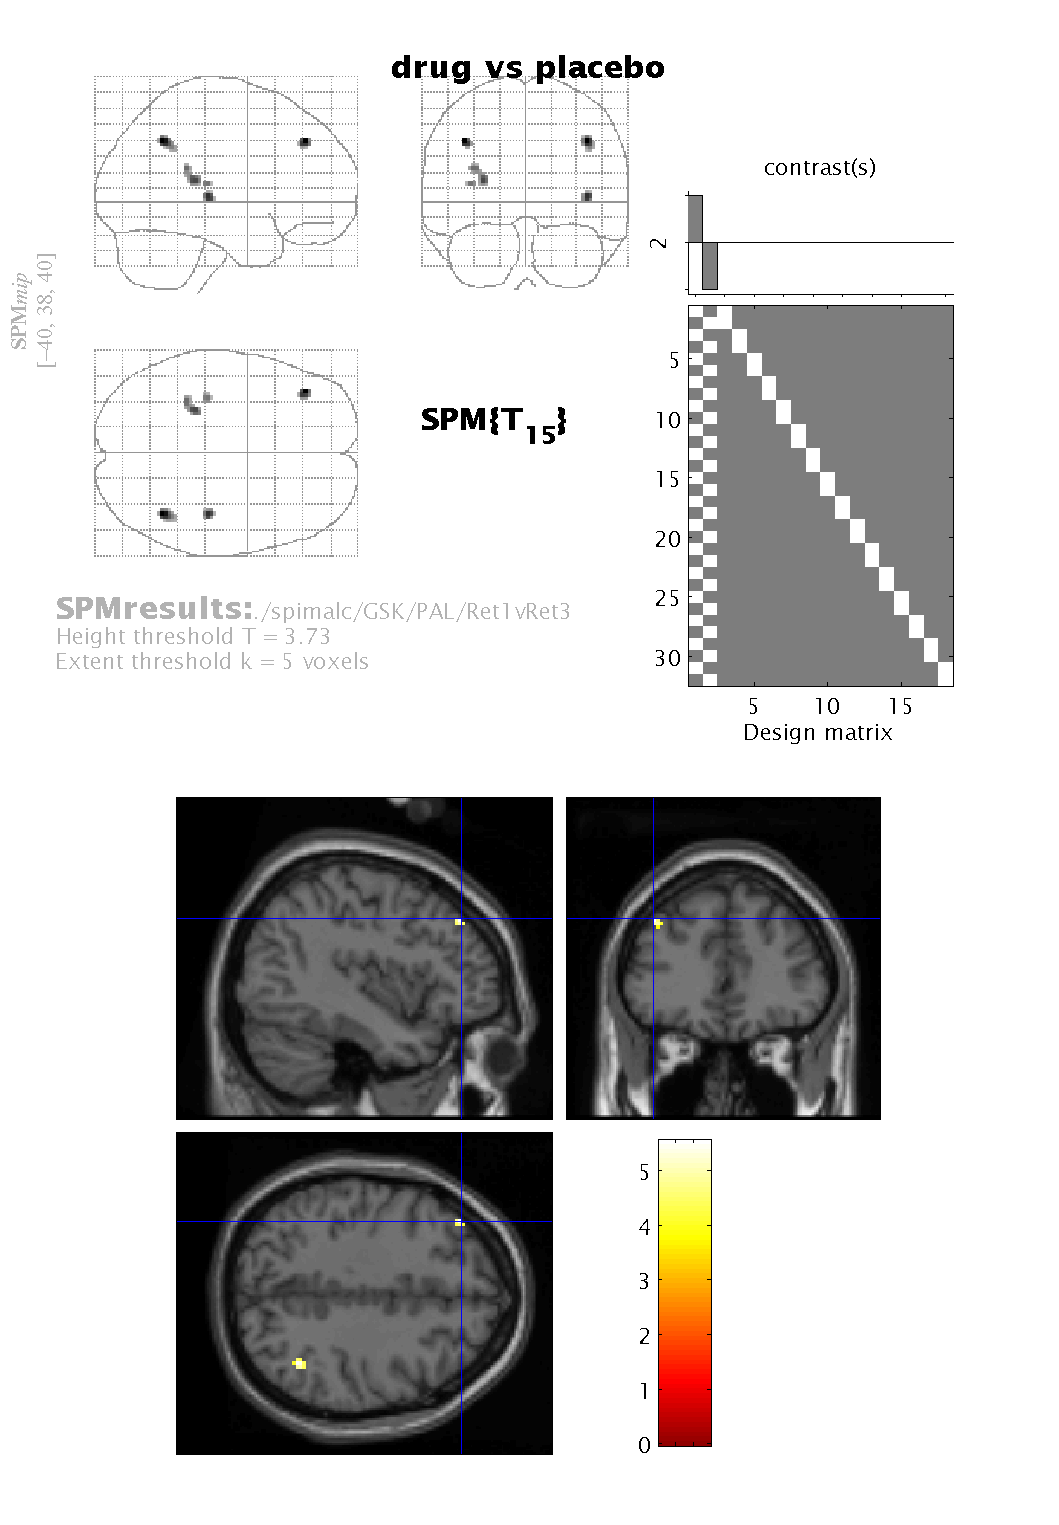 drug vs placebo
SPMmip
[−40, 38, 40]
SPM{T15}
contrast(s)
2
SPMresults:./spimalc/GSK/PAL/Ret1vRet3
Height threshold T = 3.73
Extent threshold k = 5 voxels
5
10
15
20
25
30
5 10 15
Design matrix
5
4
3
2
1
0